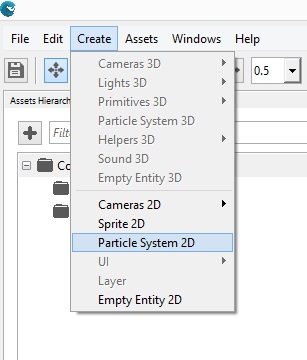 File Edit Create Assets Windows Help
0.5
Assets Hierarch
Filte
Co
Cameras 3D
Lights 3D
Primitives 3D
Particle System 3D
Helpers 3D
Sound 3D
Empty Entity 3D
Cameras 2D
Sprite 2D
Particle System 2D
UI
Layer
Empty Entity 2D